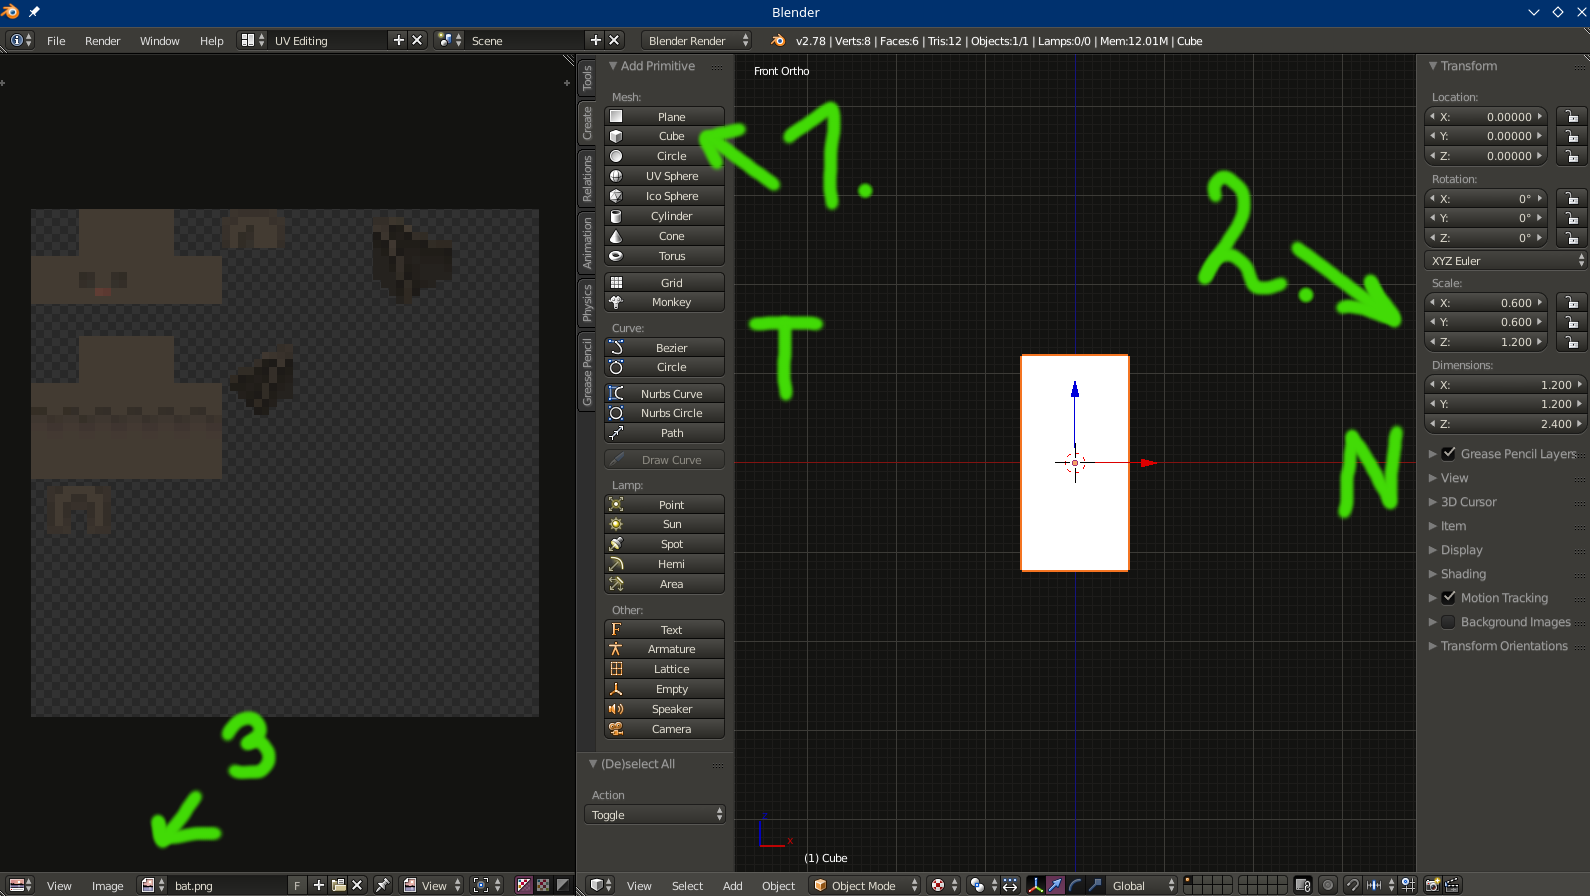 Blender
File Render Window Help UV Editing Scene Blender Render v2.78 | Verts:8 | Faces:6 | Tris:12 | Objects:1/1 | Lamps:0/0 | Mem:12.01M | Cube
Tools
Create
Relations
Animation
Physics
Grease Pencil
Add Primitive
Mesh:
Plane
Cube
Circle
UV Sphere
Ico Sphere
Cylinder
Cone
Torus
Grid
Monkey
Curve:
Bezier
Circle
Nurbs Curve
Nurbs Circle
Path
Draw Curve
Lamp:
Point
Sun
Spot
Hemi
Area
Other:
F Text
Armature
Lattice
Empty
Speaker
Camera
(De)select All
Action
Toggle
Front Ortho
1.
2.
T
N
3
x
(1) Cube
Transform
Location:
X: 0.00000
Y: 0.00000
Z: 0.00000
Rotation:
X: 0°
Y: 0°
Z: 0°
XYZ Euler
Scale:
X: 0.600
Y: 0.600
Z: 1.200
Dimensions:
X: 1.200
Y: 1.200
Z: 2.400
Grease Pencil Layers
View
3D Cursor
Item
Display
Shading
Motion Tracking
Background Images
Transform Orientations
View Image bat.png F View
View Select Add Object Object Mode Global